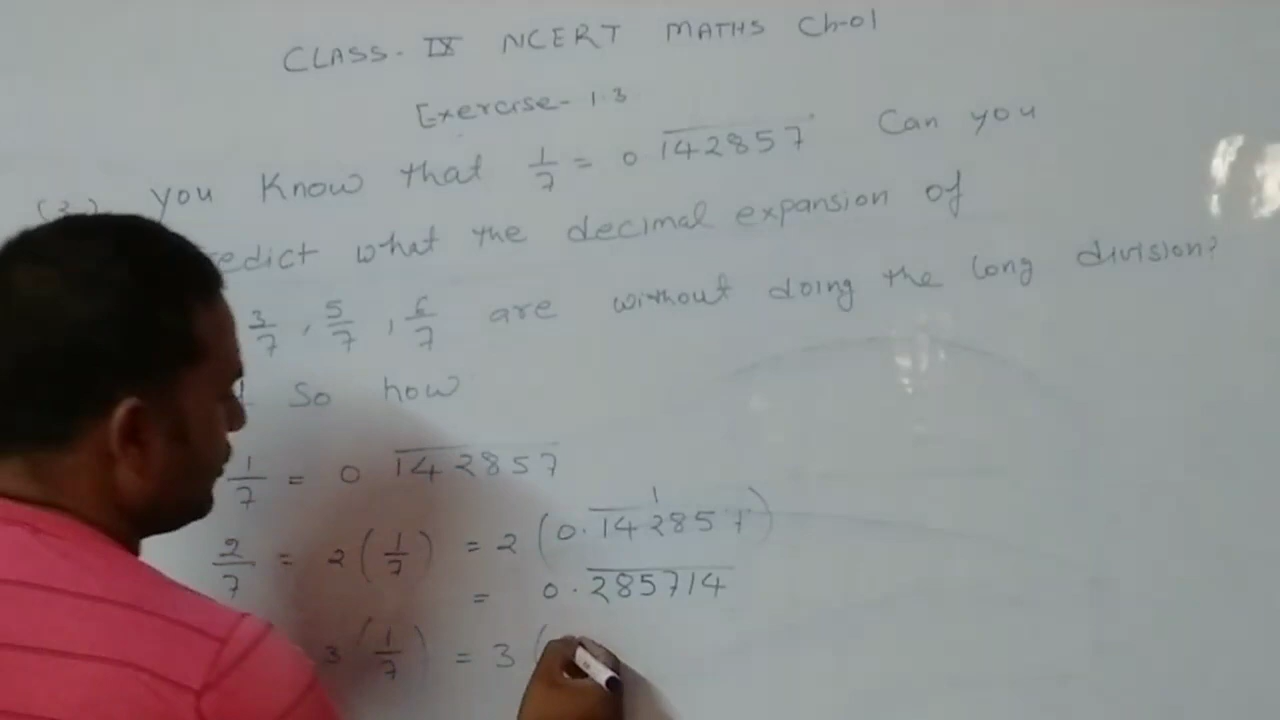 CLASS- IX NCERT MATHS Ch-01
Exercise- 1.3
you know that 1/7 = 0 142857 Can you
edict what the decimal expansion of
3/7, 5/7, 6/7 are without doing the long division?
So how
1/7 = 0 142857
2/7 = 2(1/7) = 2(0.142857)
1
= 0.285714
3(1/7) = 3(